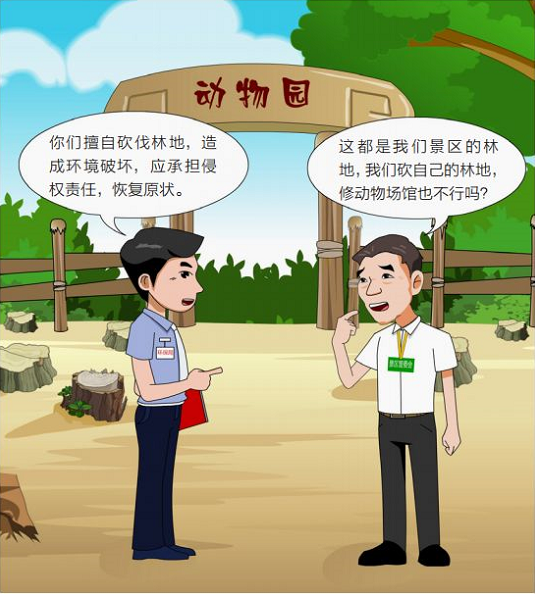 动物园
你们擅自砍伐林地，造
成环境破坏，应承担侵
权责任，恢复原状。
这都是我们景区的林
地，我们砍自己的林地，
修动物场馆也不行吗？